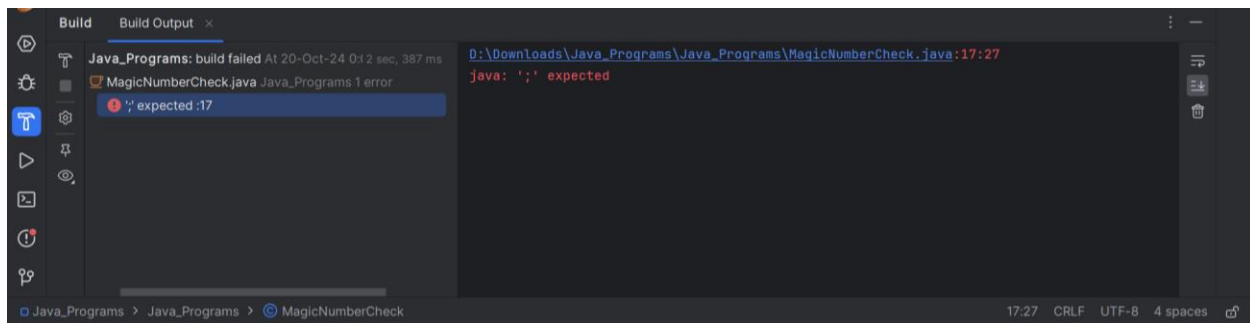 Build Build Output ×
Java_Programs: build failed At 20-Oct-24 0:( 2 sec, 387 ms
MagicNumberCheck.java Java_Programs 1 error
';' expected :17
D:\Downloads\Java_Programs\Java_Programs\MagicNumberCheck.java:17:27
java: ';' expected
Java_Programs > Java_Programs > MagicNumberCheck
17:27 CRLF UTF-8 4 spaces